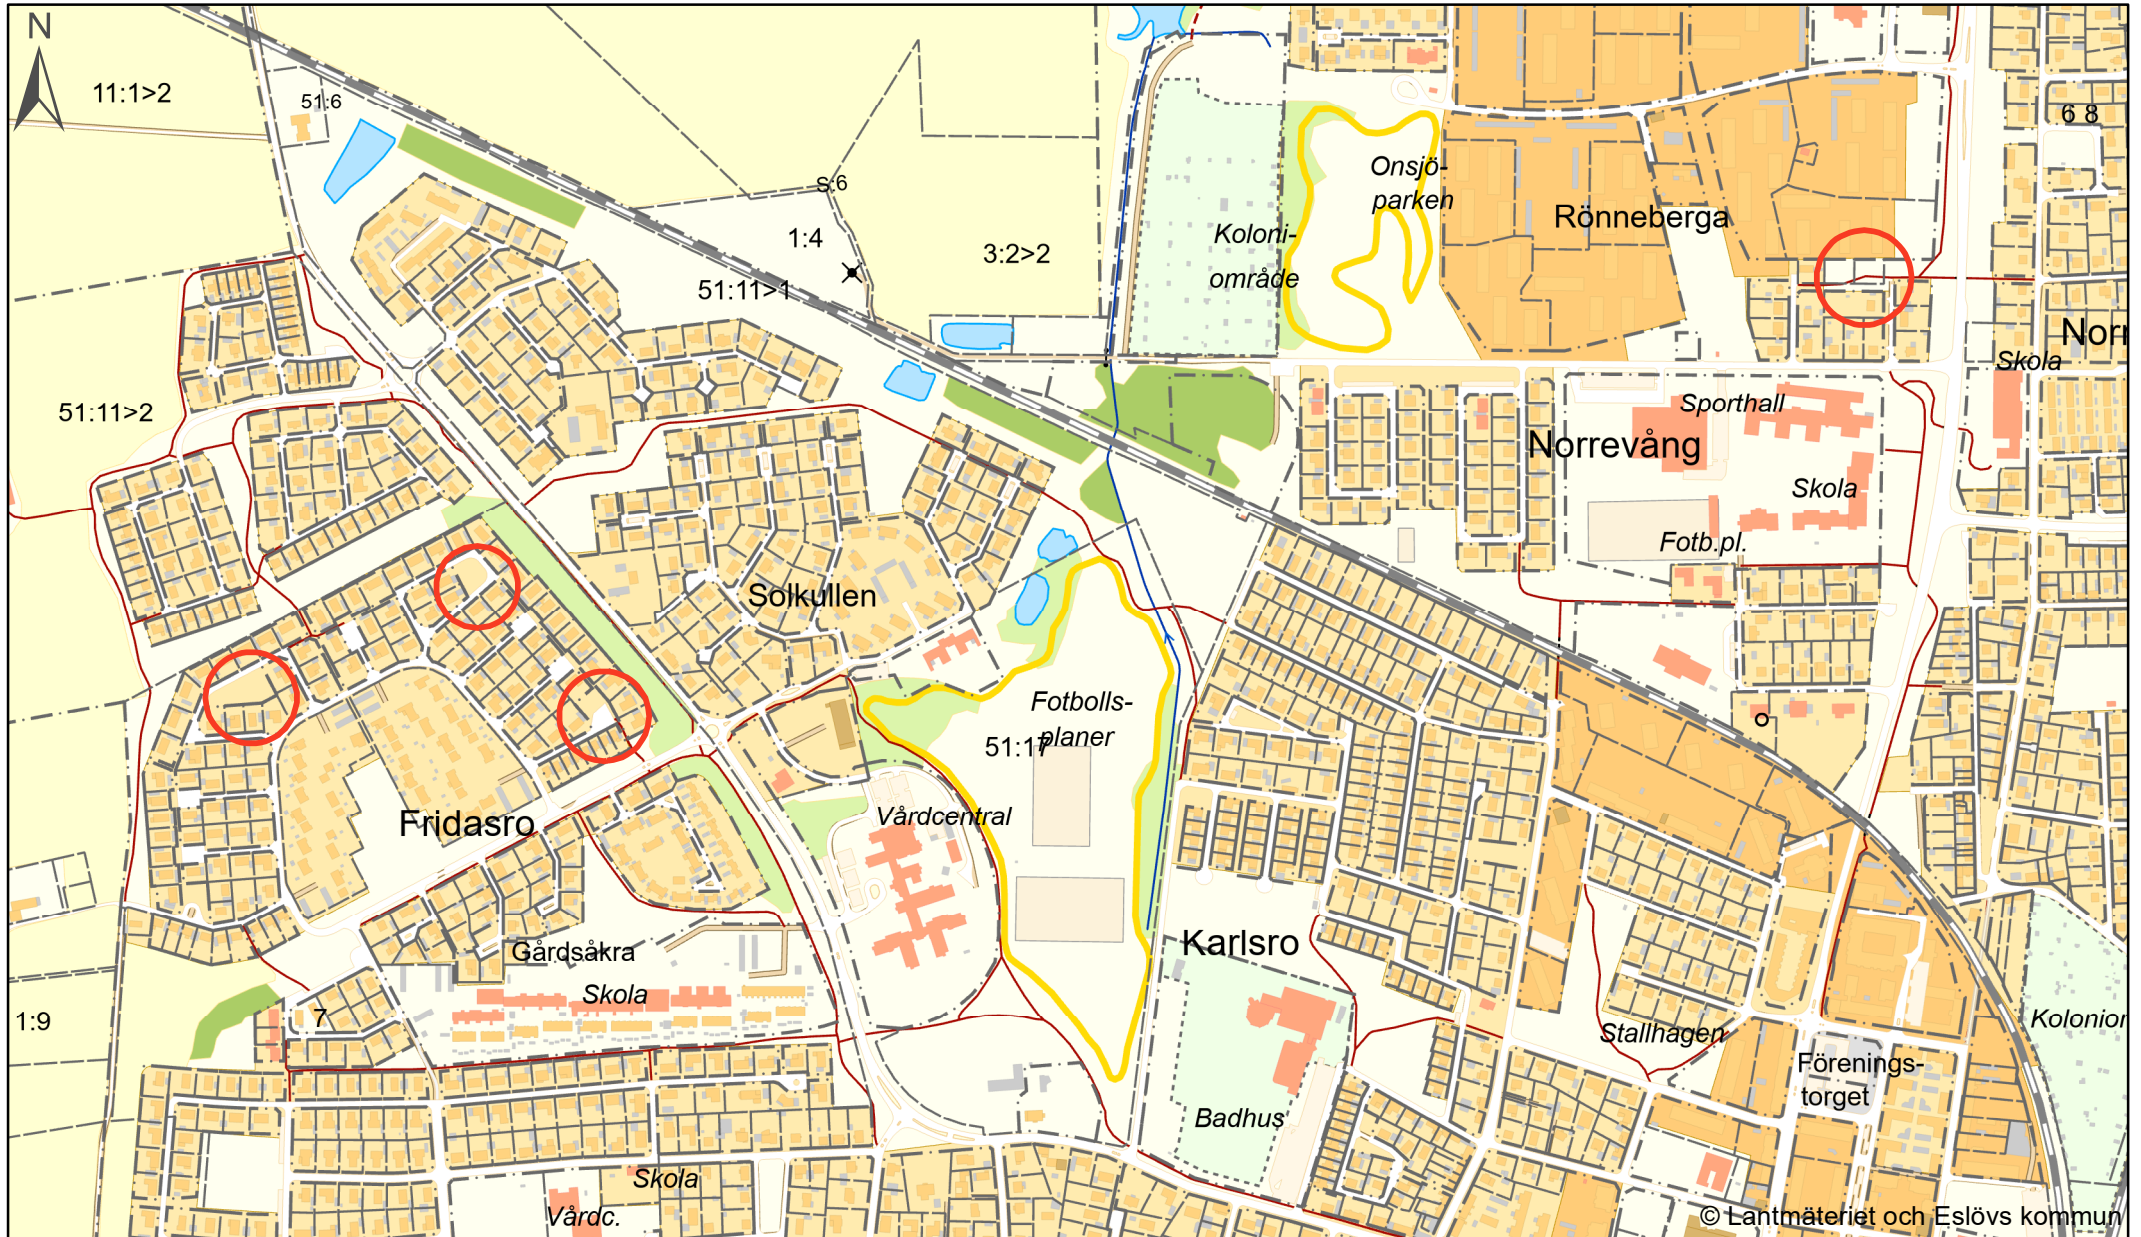 N
11:1>2
51:6
6 8
Onsjö-
parken
S:6
Rönneberga
1:4
Koloni-
område
3:2>2
51:11>1
Norr
Skola
51:11>2
Sporthall
Norrevång
Skola
Fotb.pl.
Solkullen
Fotbolls-
planer
51:17
Vårdcentral
Fridasro
Gårdsåkra
Karlsro
Skola
7
1:9
Kolonior
Stallhagen
Förenings-
torget
Badhus
Skola
Vårdc.
© Lantmäteriet och Eslövs kommun